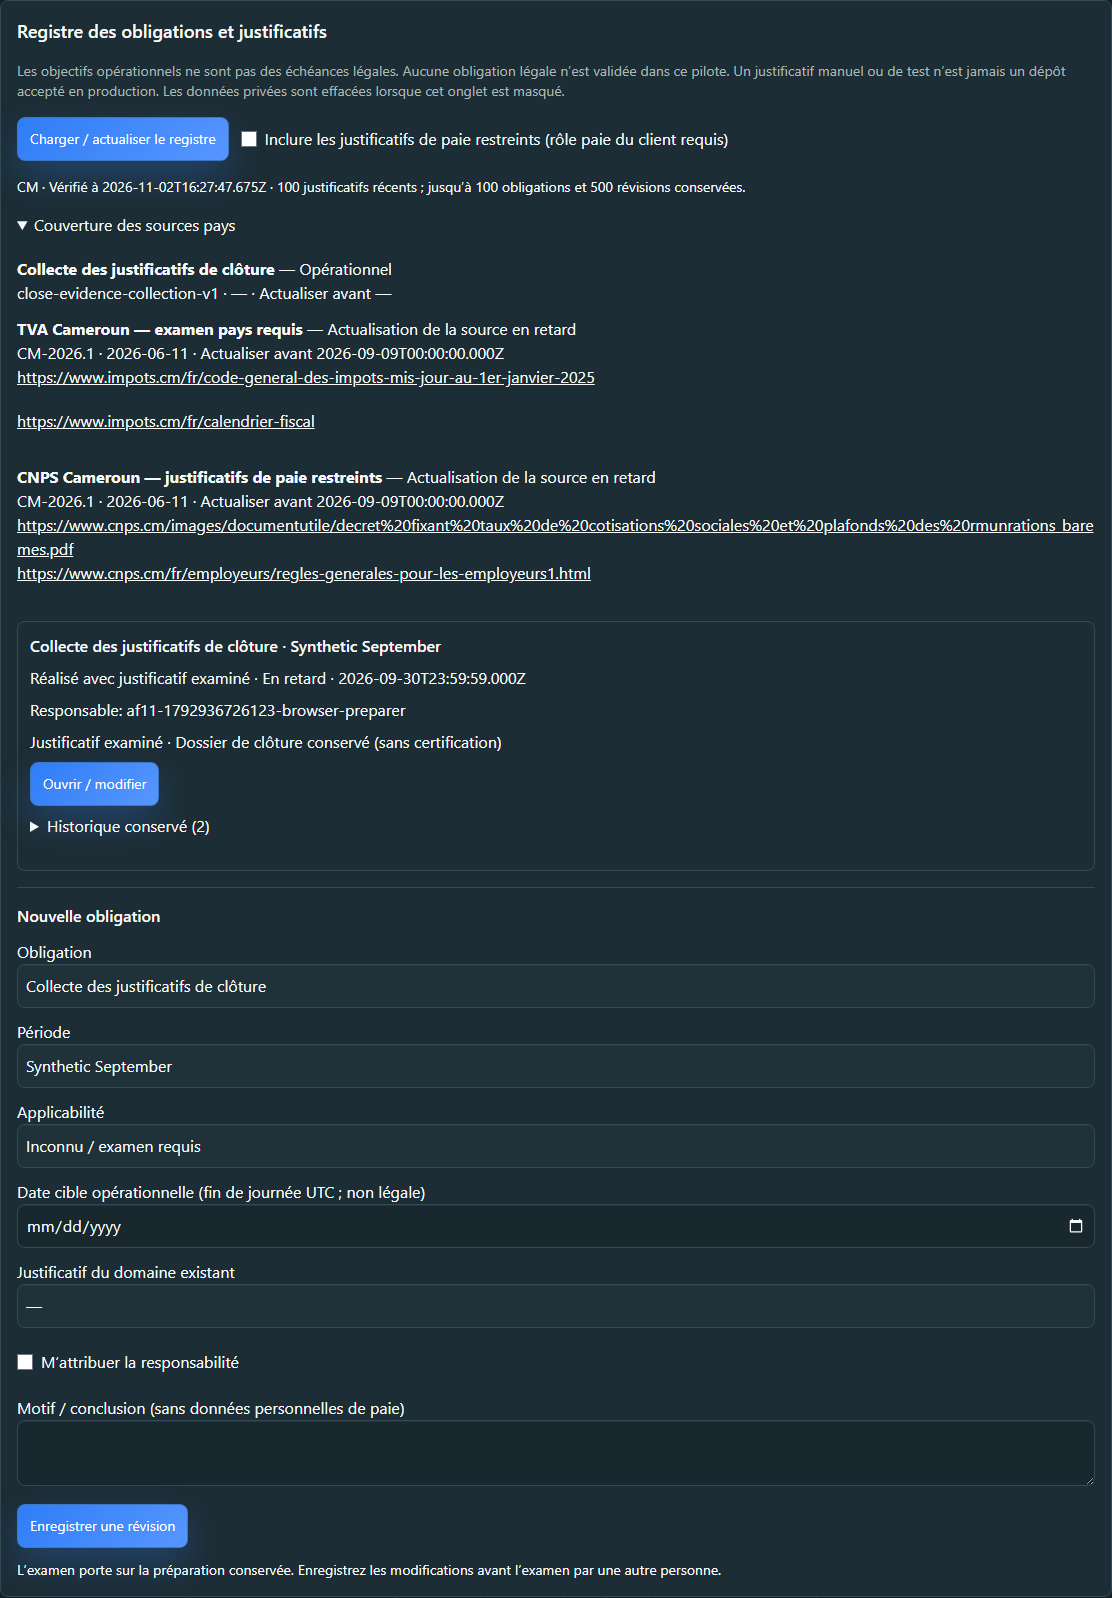 Registre des obligations et justificatifs
Les objectifs opérationnels ne sont pas des échéances légales. Aucune obligation légale n’est validée dans ce pilote. Un justificatif manuel ou de test n’est jamais un dépôt
accepté en production. Les données privées sont effacées lorsque cet onglet est masqué.
Charger / actualiser le registre
Inclure les justificatifs de paie restreints (rôle paie du client requis)
CM · Vérifié à 2026-11-02T16:27:47.675Z · 100 justificatifs récents ; jusqu’à 100 obligations et 500 révisions conservées.
▼ Couverture des sources pays
Collecte des justificatifs de clôture — Opérationnel
close-evidence-collection-v1 · — · Actualiser avant —
TVA Cameroun — examen pays requis — Actualisation de la source en retard
CM-2026.1 · 2026-06-11 · Actualiser avant 2026-09-09T00:00:00.000Z
https://www.impots.cm/fr/code-general-des-impots-mis-jour-au-1er-janvier-2025
https://www.impots.cm/fr/calendrier-fiscal
CNPS Cameroun — justificatifs de paie restreints — Actualisation de la source en retard
CM-2026.1 · 2026-06-11 · Actualiser avant 2026-09-09T00:00:00.000Z
https://www.cnps.cm/images/documentutile/decret%20fixant%20taux%20de%20cotisations%20sociales%20et%20plafonds%20des%20rmunrations_bare
mes.pdf
https://www.cnps.cm/fr/employeurs/regles-generales-pour-les-employeurs1.html
Collecte des justificatifs de clôture · Synthetic September
Réalisé avec justificatif examiné · En retard · 2026-09-30T23:59:59.000Z
Responsable: af11-1792936726123-browser-preparer
Justificatif examiné · Dossier de clôture conservé (sans certification)
Ouvrir / modifier
▶ Historique conservé (2)
Nouvelle obligation
Obligation
Collecte des justificatifs de clôture
Période
Synthetic September
Applicabilité
Inconnu / examen requis
Date cible opérationnelle (fin de journée UTC ; non légale)
mm/dd/yyyy
Justificatif du domaine existant
—
M’attribuer la responsabilité
Motif / conclusion (sans données personnelles de paie)
Enregistrer une révision
L’examen porte sur la préparation conservée. Enregistrez les modifications avant l’examen par une autre personne.